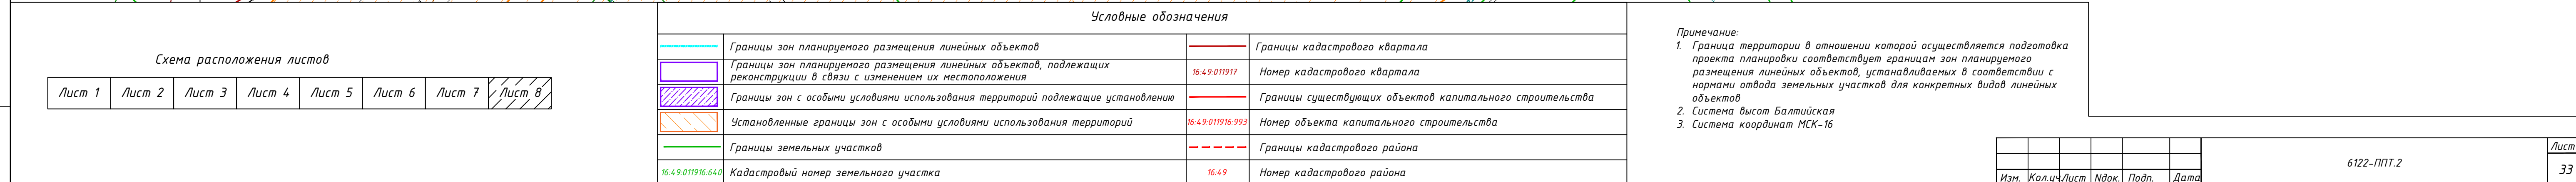 Схема расположения листов
Лист 1 Лист 2 Лист 3 Лист 4 Лист 5 Лист 6 Лист 7 Лист 8
Условные обозначения
Границы зон планируемого размещения линейных объектов
Границы зон планируемого размещения линейных объектов, подлежащих
реконструкции в связи с изменением их местоположения
Границы зон с особыми условиями использования территорий подлежащие установлению
Установленные границы зон с особыми условиями использования территорий
Границы земельных участков
16:49:011916:640 Кадастровый номер земельного участка
Границы кадастрового квартала
16:49:011917 Номер кадастрового квартала
Границы существующих объектов капитального строительства
16:49:011916:993 Номер объекта капитального строительства
Границы кадастрового района
16:49 Номер кадастрового района
Примечание:
1. Граница территории в отношении которой осуществляется подготовка
проекта планировки соответствует границам зон планируемого
размещения линейных объектов, устанавливаемых в соответствии с
нормами отвода земельных участков для конкретных видов линейных
объектов
2. Система высот Балтийская
3. Система координат МСК-16
Изм. Кол.уч Лист Nдок. Подп. Дата
6122-ППТ.2
Лист
33